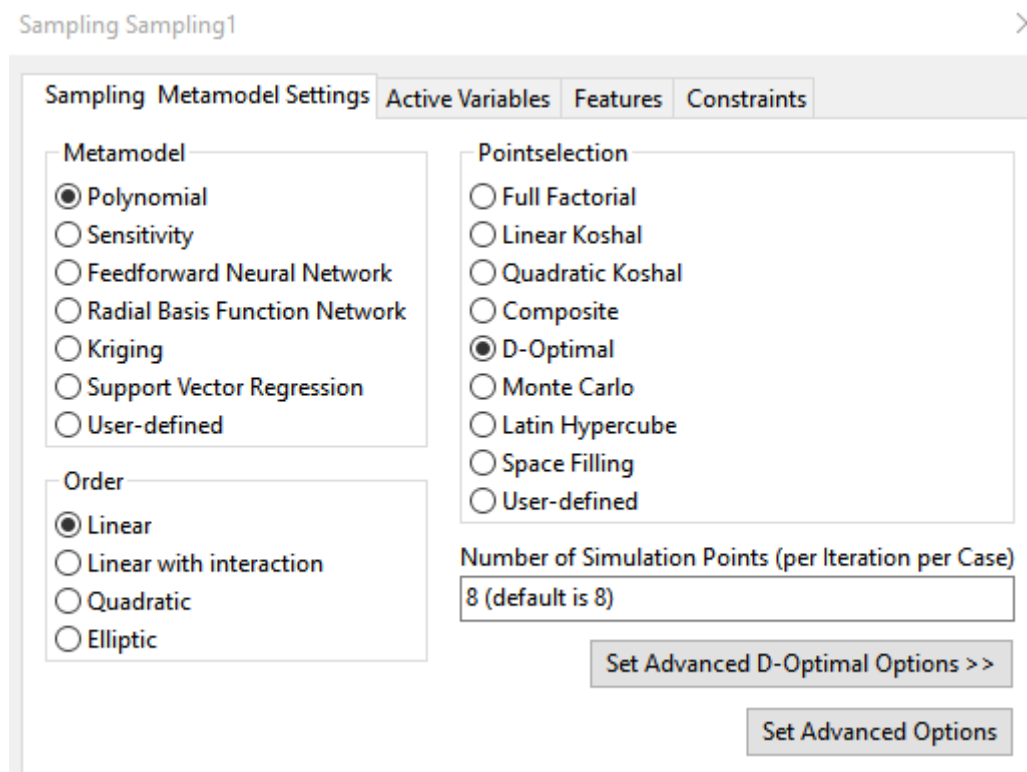 Sampling Sampling1
Sampling Metamodel Settings Active Variables Features Constraints
Metamodel
Polynomial
Sensitivity
Feedforward Neural Network
Radial Basis Function Network
Kriging
Support Vector Regression
User-defined
Order
Linear
Linear with interaction
Quadratic
Elliptic
Pointselection
Full Factorial
Linear Koshal
Quadratic Koshal
Composite
D-Optimal
Monte Carlo
Latin Hypercube
Space Filling
User-defined
Number of Simulation Points (per Iteration per Case)
8 (default is 8)
Set Advanced D-Optimal Options >>
Set Advanced Options